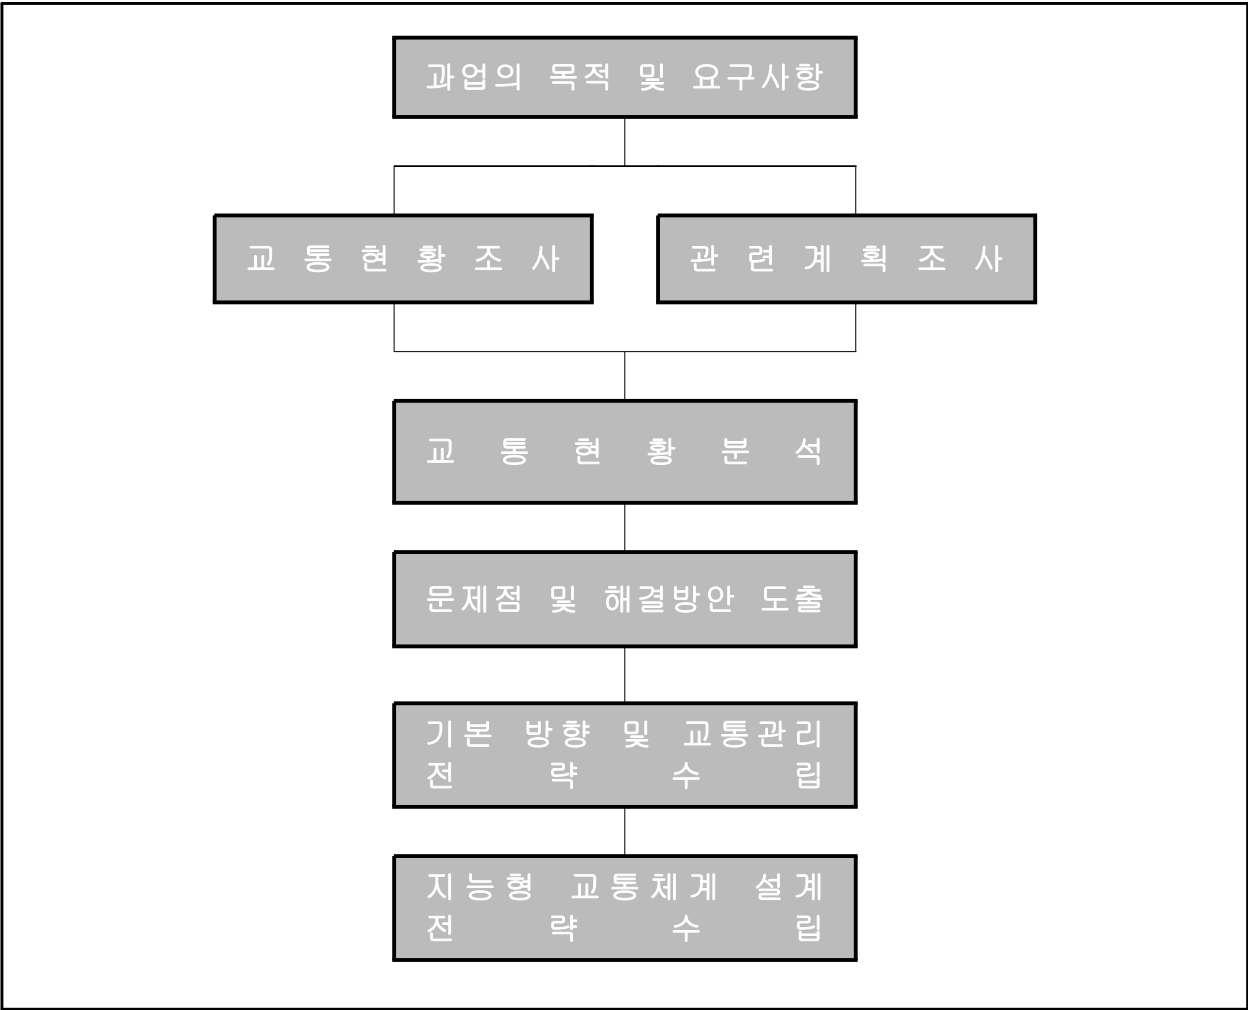 과업의 목적 및 요구사항
교통현황조사 관련계획조사
교통현황분석
문제점 및 해결방안 도출
기본 방향 및 교통관리
전략수립
지능형 교통체계 설계
전략수립